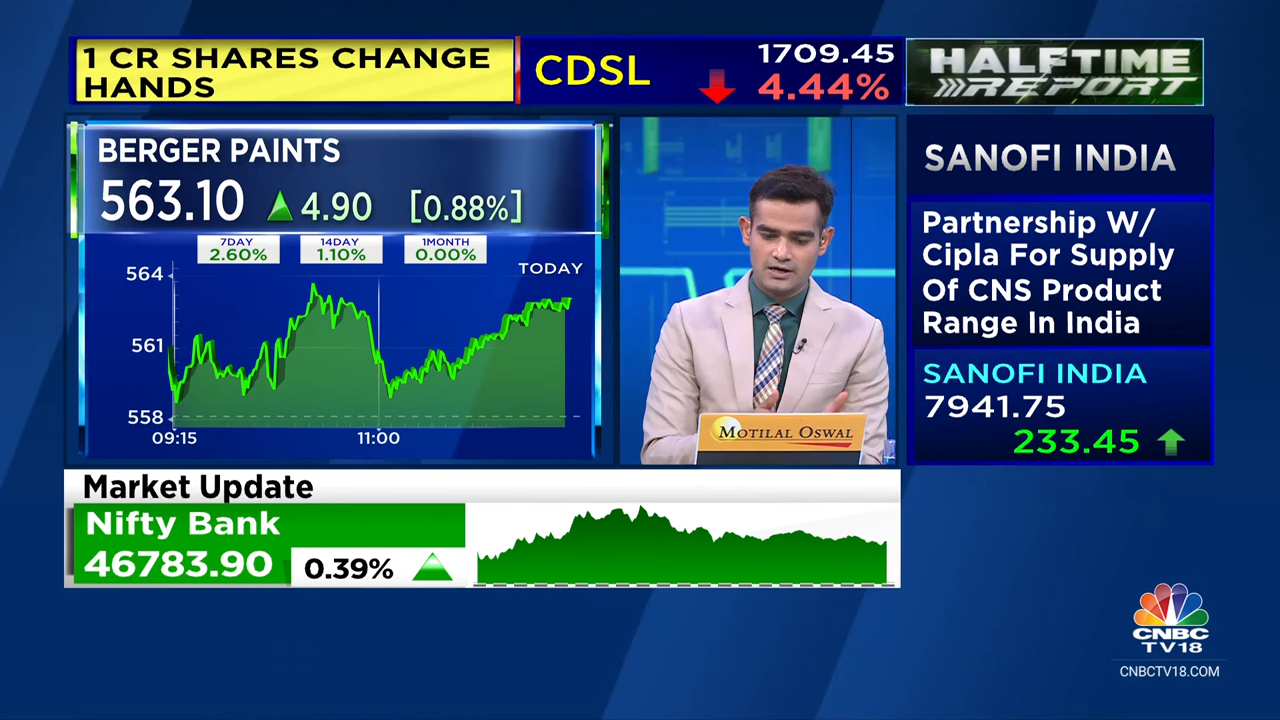 1 CR SHARES CHANGE
HANDS
CDSL
1709.45
4.44%
HALFTIME
REPORT
BERGER PAINTS
563.10
4.90
[0.88%]
7DAY
2.60%
14DAY
1.10%
1MONTH
0.00%
TODAY
564
561
558
09:15
11:00
MOTILAL OSWAL
SANOFI INDIA
Partnership W/
Cipla For Supply
Of CNS Product
Range In India
SANOFI INDIA
7941.75
233.45
Market Update
Nifty Bank
46783.90
0.39%
CNBC
TV18
CNBCTV18.COM